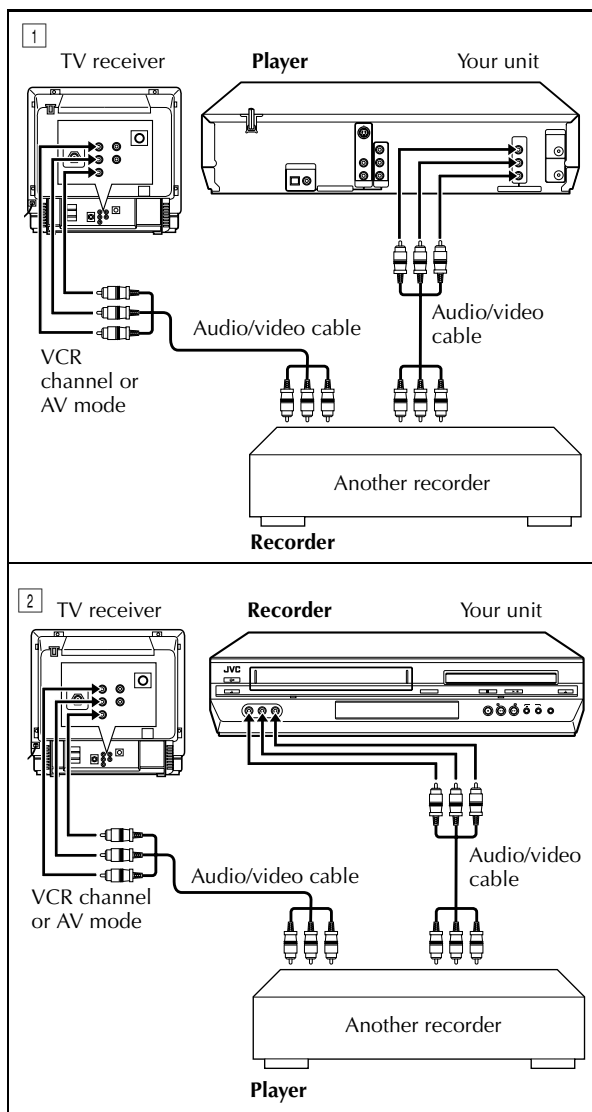 1
TV receiver
Player
Your unit
Audio/video cable
Audio/video
cable
VCR
channel or
AV mode
Another recorder
Recorder
2
TV receiver
Recorder
Your unit
JVC
Audio/video cable
Audio/video
cable
VCR channel
or AV mode
Another recorder
Player